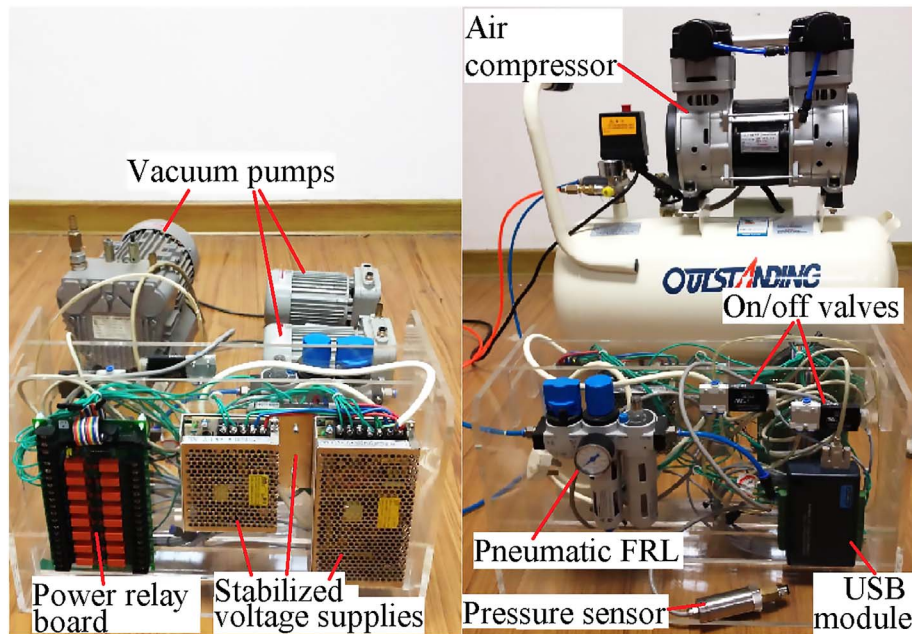 Vacuum pumps
Power relay
board
Stabilized
voltage supplies
Air
compressor
OUTSTANDING
On/off valves
Pneumatic FRL
Pressure sensor
USB
module